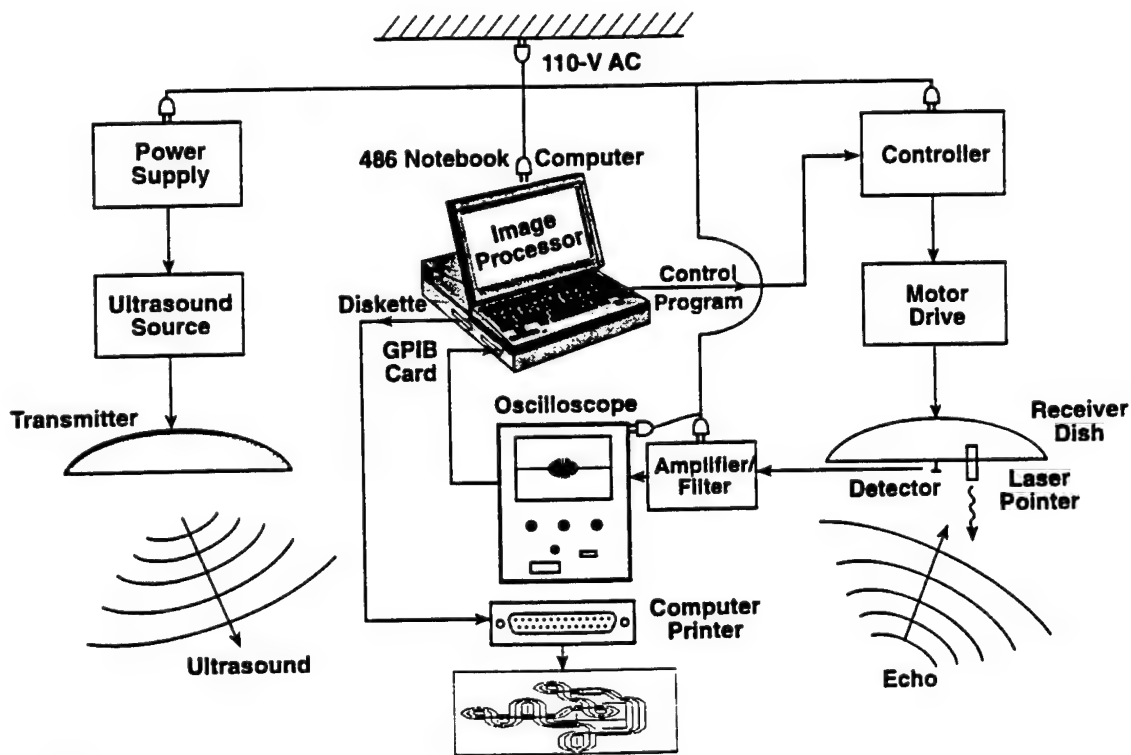 110-V AC
Power
Supply
486 Notebook Computer
Controller
Image
Processor
Ultrasound
Source
Diskette
Control
Program
Motor
Drive
GPIB
Card
Transmitter
Oscilloscope
Receiver
Dish
Amplifier/
Filter
Detector
Laser
Pointer
Computer
Printer
Ultrasound
Echo